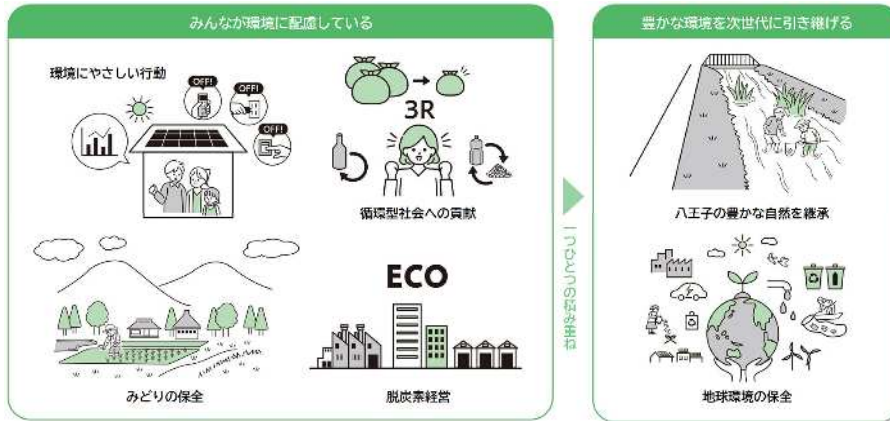 みんなが環境に配慮している
環境にやさしい行動
OFF!
OFF!
OFF!
3R
循環型社会への貢献
みどりの保全
ECO
脱炭素経営
一つひとつの積み重ね
豊かな環境を次世代に引き継げる
八王子の豊かな自然を継承
地球環境の保全